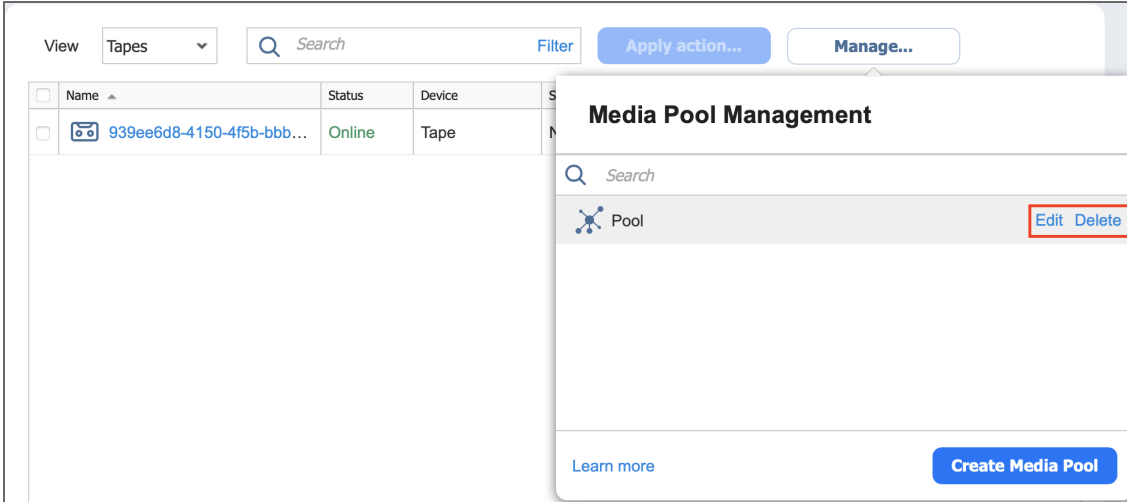 View Tapes Search Filter Apply action... Manage...
Name Status Device S
939ee6d8-4150-4f5b-bbb... Online Tape N
Media Pool Management
Search
Pool Edit Delete
Learn more Create Media Pool